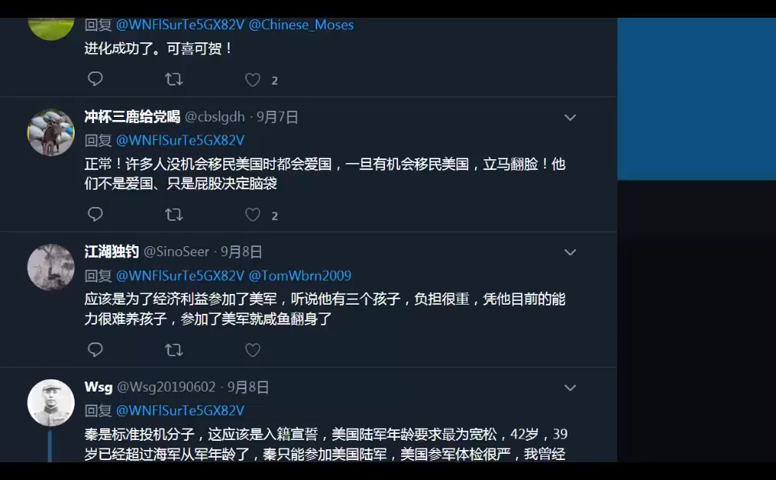 回复 @WNFlSurTe5GX82V @Chinese_Moses
进化成功了。可喜可贺！
2
冲杯三鹿给党喝 @cbslgdh · 9月7日
回复 @WNFlSurTe5GX82V
正常！许多人没机会移民美国时都会爱国，一旦有机会移民美国，立马翻脸！他
们不是爱国、只是屁股决定脑袋
2
江湖独钓 @SinoSeer · 9月8日
回复 @WNFlSurTe5GX82V @TomWbrn2009
应该是为了经济利益参加了美军，听说他有三个孩子，负担很重，凭他目前的能
力很难养孩子，参加了美军就咸鱼翻身了
Wsg @Wsg20190602 · 9月8日
回复 @WNFlSurTe5GX82V
秦是标准投机分子，这应该是入籍宣誓，美国陆军年龄要求最为宽松，42岁，39
岁已经超过海军从军年龄了，秦只能参加美国陆军，美国参军体检很严，我曾经